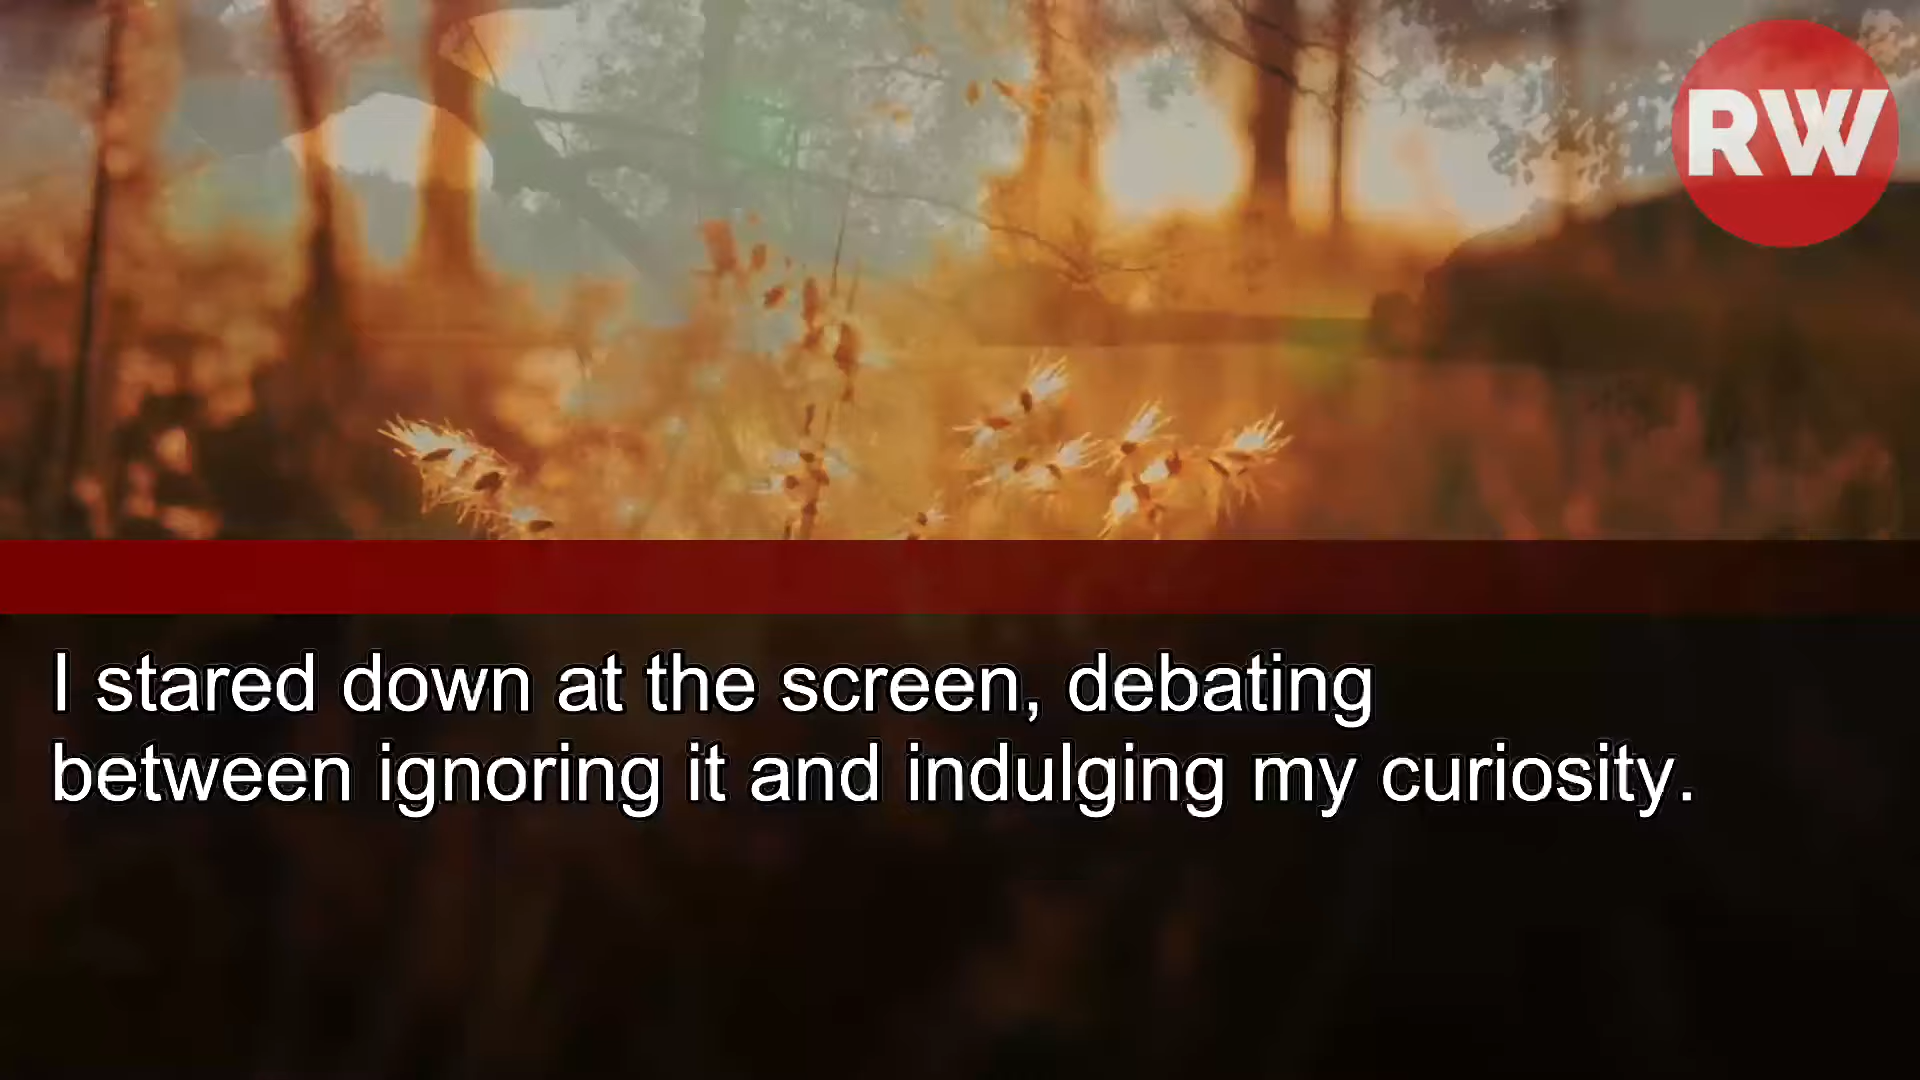 RW
I stared down at the screen, debating
between ignoring it and indulging my curiosity.